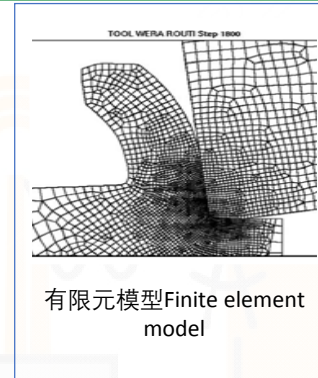 TOOL WERA ROUTI Step 1800
有限元模型Finite element
model